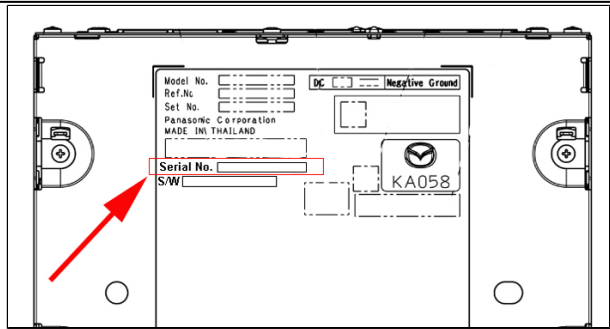 Model No.
DC Negative Ground
Ref.No
Set No.
Panasonic Corporation
MADE IN THAILAND
Serial No.
KA058
S/W